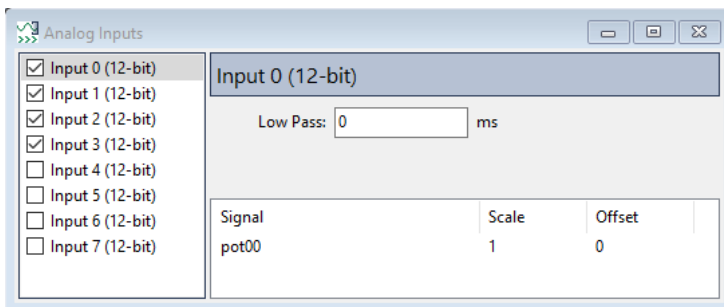 Analog Inputs
Input 0 (12-bit)
Input 1 (12-bit)
Input 2 (12-bit)
Input 3 (12-bit)
Input 4 (12-bit)
Input 5 (12-bit)
Input 6 (12-bit)
Input 7 (12-bit)
Input 0 (12-bit)
Low Pass: 0 ms
Signal Scale Offset
pot00 1 0